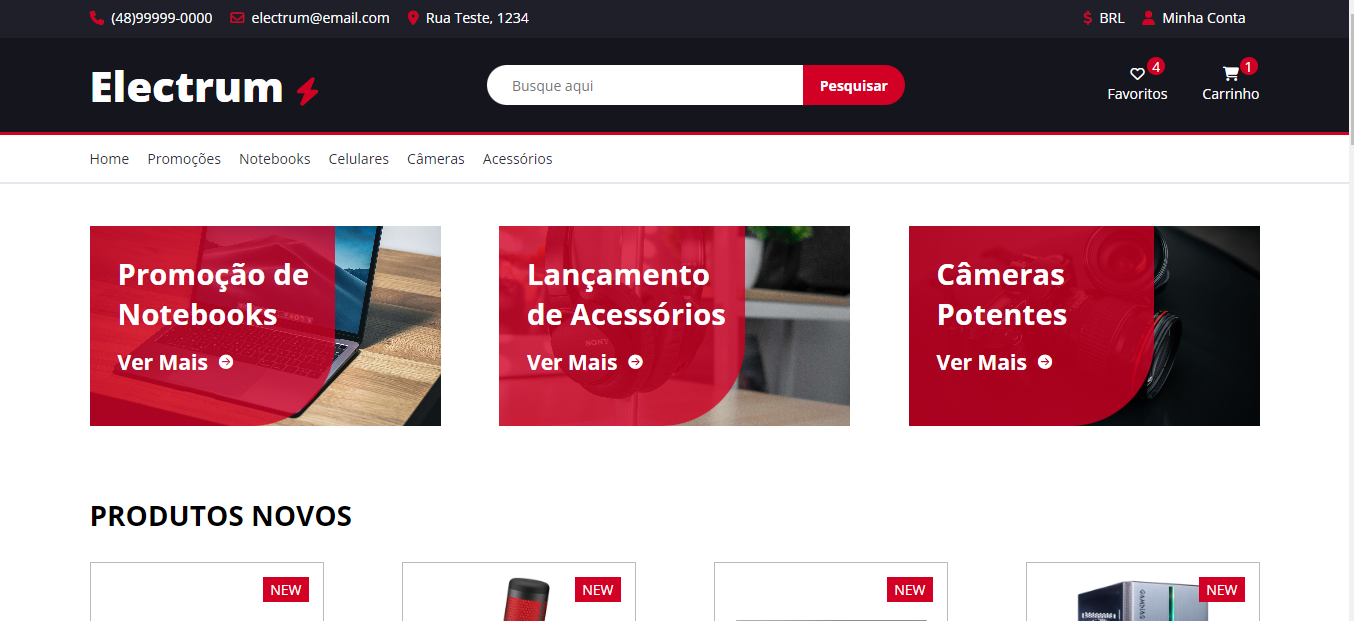 (48)99999-0000 electrum@email.com Rua Teste, 1234 BRL Minha Conta
Electrum
Busque aqui
Pesquisar
4
Favoritos
1
Carrinho
Home Promoções Notebooks Celulares Câmeras Acessórios
Promoção de
Notebooks
Ver Mais
Lançamento
de Acessórios
SONY
Ver Mais
Câmeras
Potentes
Ver Mais
PRODUTOS NOVOS
NEW
NEW
NEW
NEW